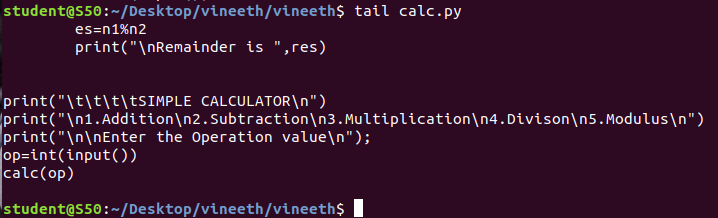 student@S50:~/Desktop/vineeth/vineeth$ tail calc.py
es=n1%n2
print("\nRemainder is ",res)
print("\t\t\t\tSIMPLE CALCULATOR\n")
print("\n1.Addition\n2.Subtraction\n3.Multiplication\n4.Divison\n5.Modulus\n")
print("\n\nEnter the Operation value\n");
op=int(input())
calc(op)
student@S50:~/Desktop/vineeth/vineeth$